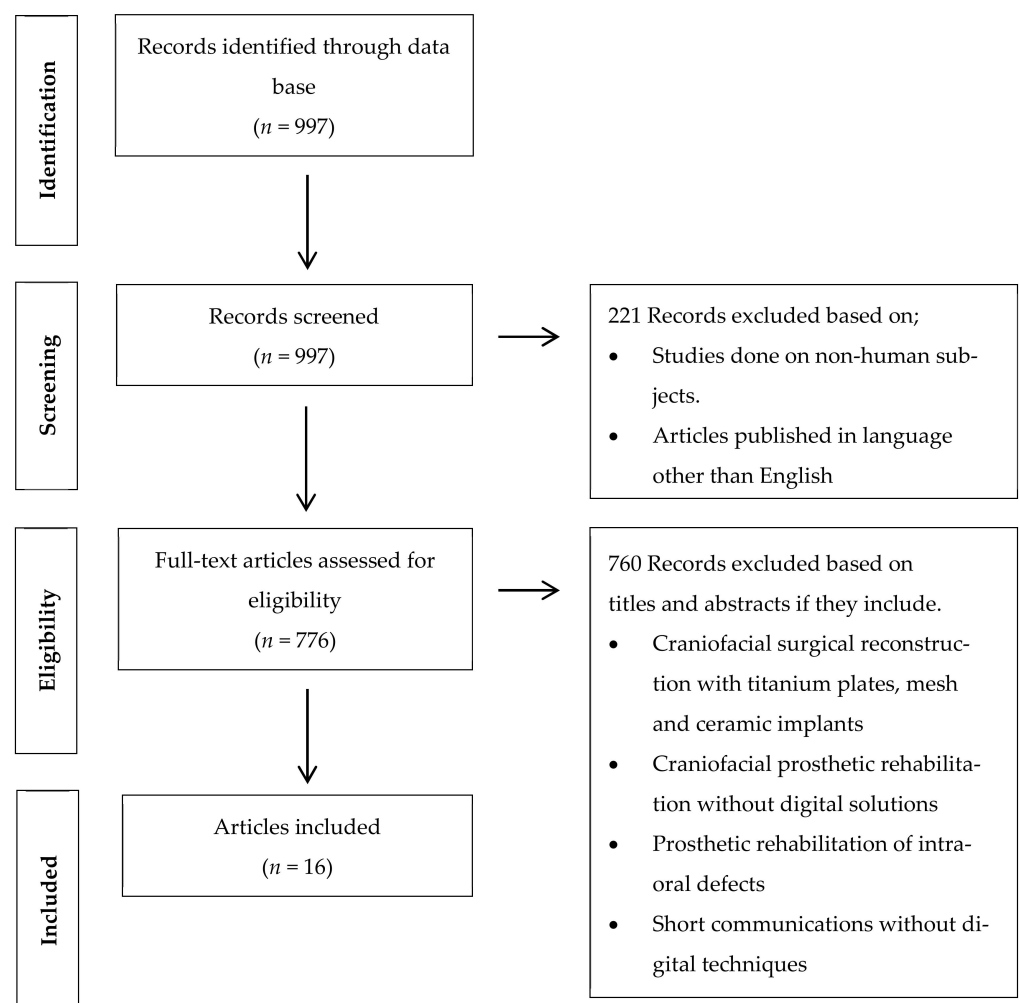 Identification
Records identified through data
base
(n = 997)
Screening
Records screened
(n = 997)
221 Records excluded based on;
• Studies done on non-human sub-
jects.
• Articles published in language
other than English
Eligibility
Full-text articles assessed for
eligibility
(n = 776)
760 Records excluded based on
titles and abstracts if they include.
• Craniofacial surgical reconstruc-
tion with titanium plates, mesh
and ceramic implants
• Craniofacial prosthetic rehabilita-
tion without digital solutions
• Prosthetic rehabilitation of intra-
oral defects
• Short communications without di-
gital techniques
Included
Articles included
(n = 16)